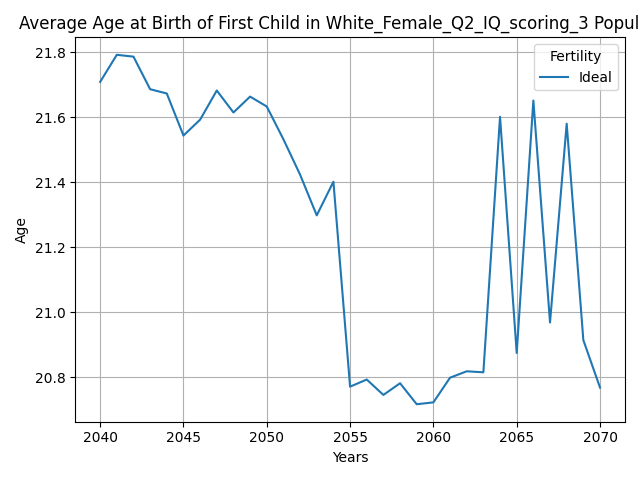 Average Age at Birth of First Child in White_Female_Q2_IQ_scoring_3 Popul
Fertility
Ideal
Age
21.8
21.6
21.4
21.2
21.0
20.8
2040 2045 2050 2055 2060 2065 2070
Years